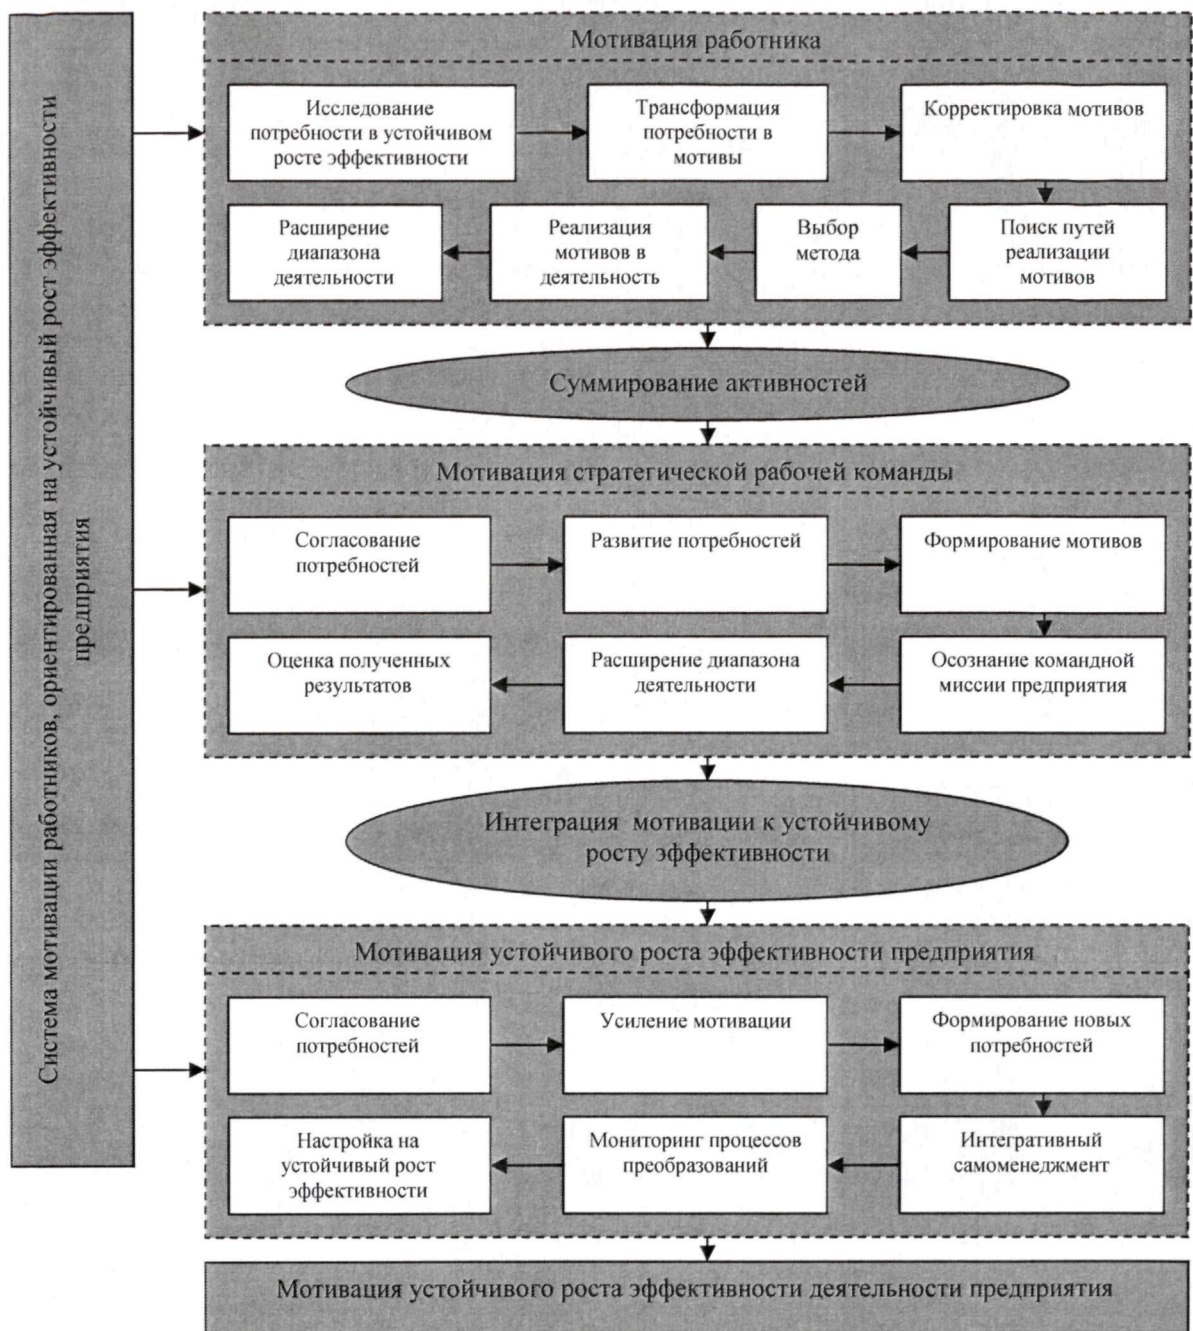 Система мотивации работников, ориентированная на устойчивый рост эффективности
предприятия
Мотивация работника
Исследование
потребности в устойчивом
росте эффективности
Трансформация
потребности в
мотивы
Корректировка мотивов
Расширение
диапазона
деятельности
Реализация
мотивов в
деятельность
Выбор
метода
Поиск путей
реализации
мотивов
Суммирование активностей
Мотивация стратегической рабочей команды
Согласование
потребностей
Развитие потребностей
Формирование мотивов
Оценка полученных
результатов
Расширение диапазона
деятельности
Осознание командной
миссии предприятия
Интеграция мотивации к устойчивому
росту эффективности
Мотивация устойчивого роста эффективности предприятия
Согласование
потребностей
Усиление мотивации
Формирование новых
потребностей
Настройка на
устойчивый рост
эффективности
Мониторинг процессов
преобразований
Интегративный
самоменеджмент
Мотивация устойчивого роста эффективности деятельности предприятия